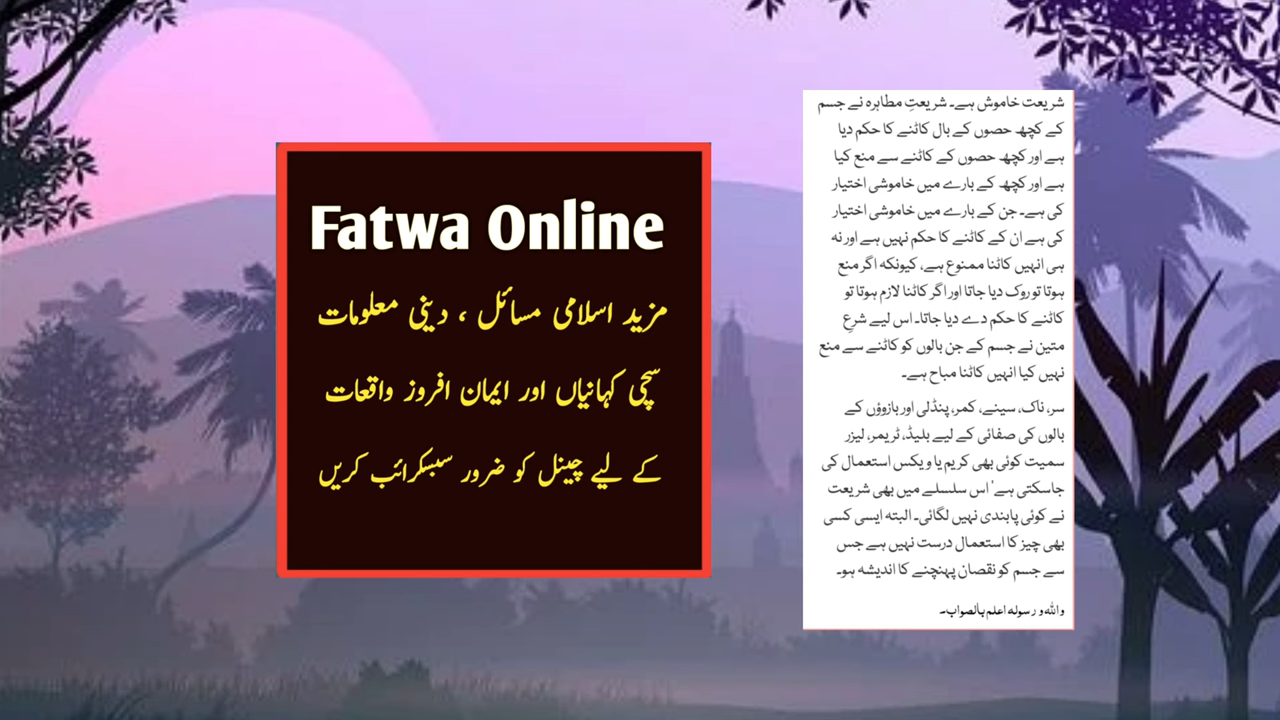 Fatwa Online
مزید اسلامی مسائل ، دینی معلومات
سچی کہانیاں اور ایمان افروز واقعات
کے لیے چینل کو ضرور سبسکرائب کریں
شریعت خاموش ہے۔ شریعتِ مطاہرہ نے جسم
کے کچھ حصوں کے بال کاٹنے کا حکم دیا
ہے اور کچھ حصوں کے کاٹنے سے منع کیا
ہے اور کچھ کے بارے میں خاموشی اختیار
کی ہے۔ جن کے بارے میں خاموشی اختیار
کی ہے ان کے کاٹنے کا حکم نہیں ہے اور نہ
ہی انہیں کاٹنا ممنوع ہے، کیونکہ اگر منع
ہوتا تو روک دیا جاتا اور اگر کاٹنا لازم ہوتا تو
کاٹنے کا حکم دے دیا جاتا۔ اس لیے شرعِ
متین نے جسم کے جن بالوں کو کاٹنے سے منع
نہیں کیا انہیں کاٹنا مباح ہے۔
سر، ناک، سینے، کمر، پنڈلی اور بازوؤں کے
بالوں کی صفائی کے لیے بلیڈ، ٹریمر، لیزر
سمیت کوئی بھی کریم یا ویکس استعمال کی
جاسکتی ہے' اس سلسلے میں بھی شریعت
نے کوئی پابندی نہیں لگائی۔ البتہ ایسی کسی
بھی چیز کا استعمال درست نہیں ہے جس
سے جسم کو نقصان پہنچنے کا اندیشہ ہو۔
واللہ و رسولہ اعلم بالصواب۔